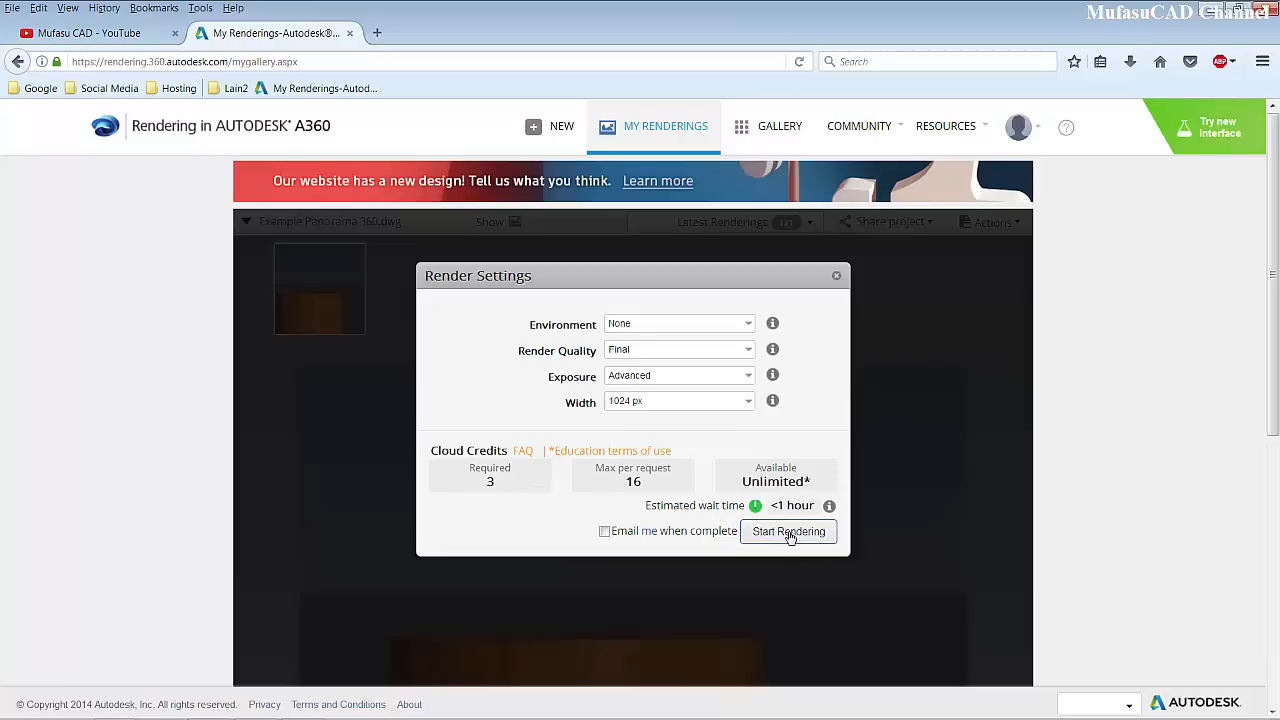 File Edit View History Bookmarks Tools Help
MufasuCAD Channel
Mufasu CAD - YouTube
My Renderings-Autodesk®...
https://rendering.360.autodesk.com/mygallery.aspx
Search
ABP
Google Social Media Hosting Lain2 My Renderings-Autod...
Rendering in AUTODESK® A360
NEW MY RENDERINGS GALLERY COMMUNITY RESOURCES
Try new
Interface
Our website has a new design! Tell us what you think. Learn more
Example Panorama 360.dwg Show Latest Renderings 121 Share project Actions
Render Settings
Environment None
Render Quality Final
Exposure Advanced
Width 1024 px
Cloud Credits FAQ | *Education terms of use
Required Max per request Available
3 16 Unlimited*
Estimated wait time <1 hour
Email me when complete Start Rendering
© Copyright 2014 Autodesk, Inc. All rights reserved. Privacy Terms and Conditions About
AUTODESK.